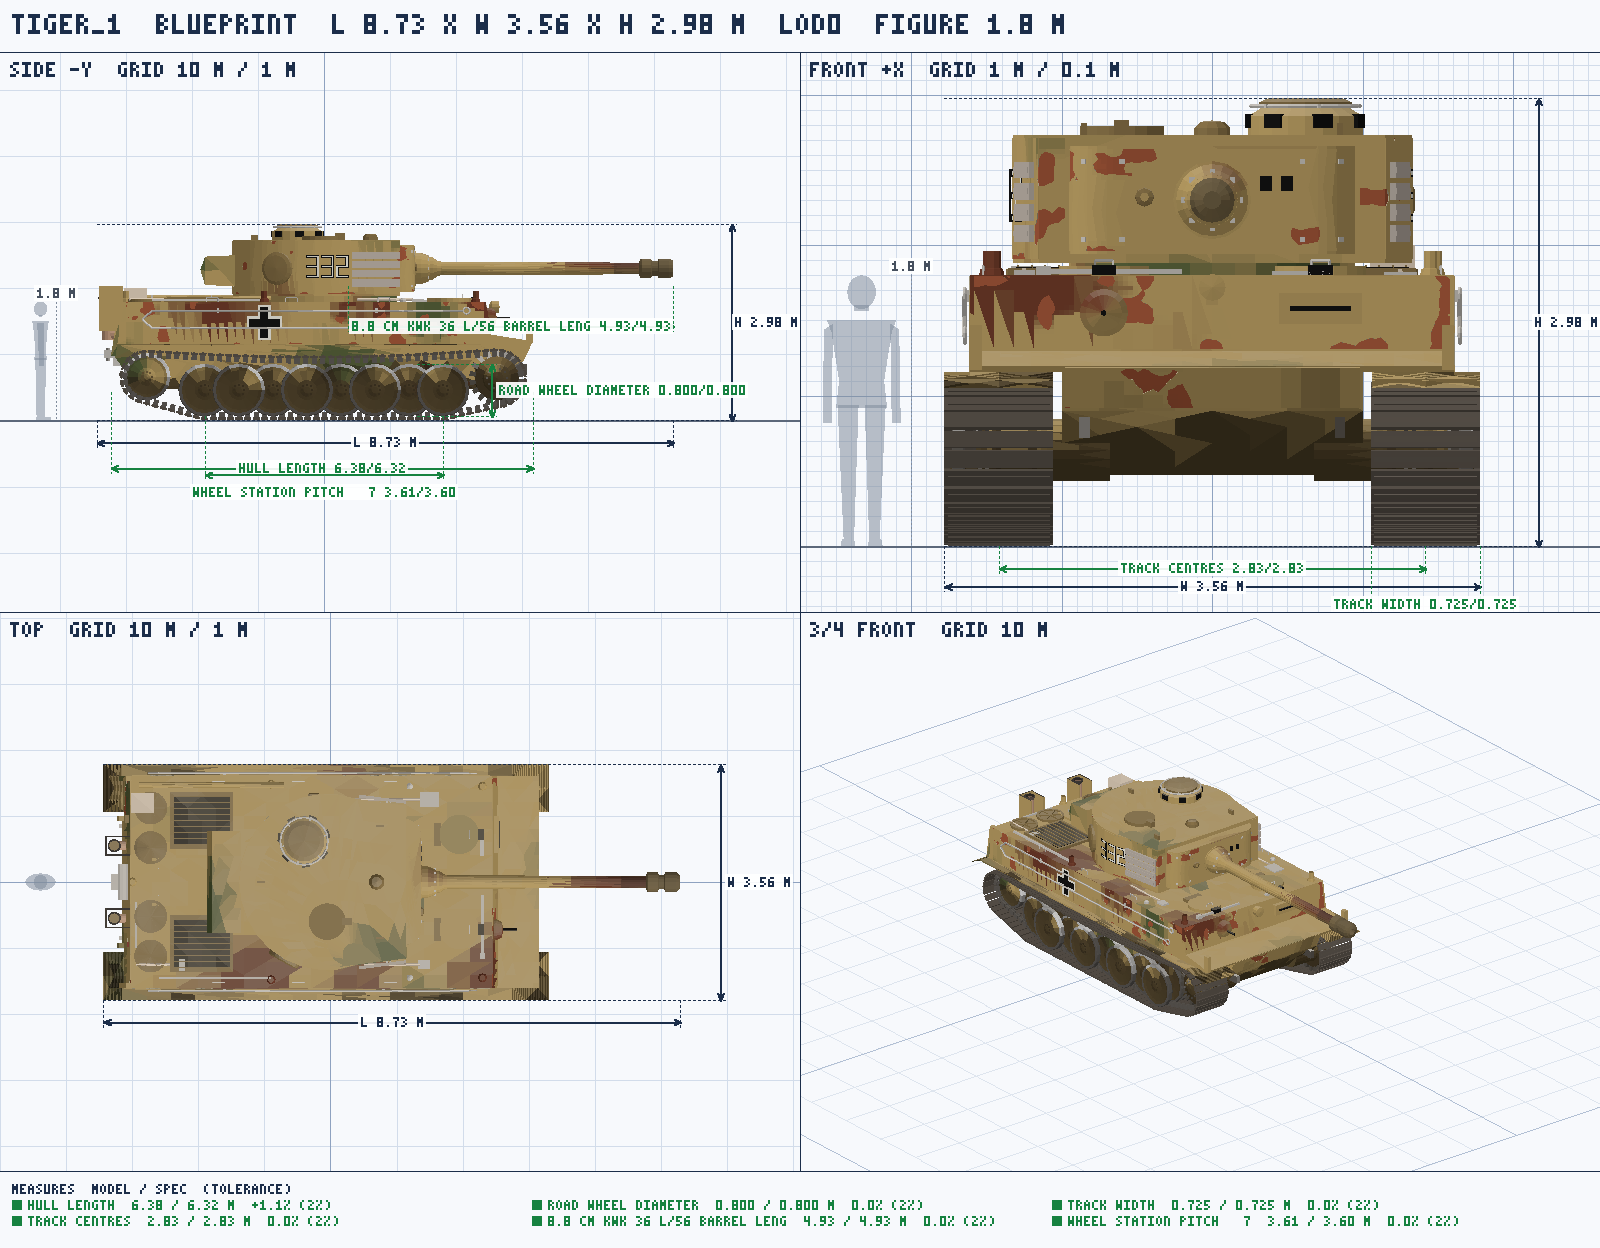 TIGER_1 BLUEPRINT L 8.73 X W 3.56 X H 2.98 M LOD0 FIGURE 1.8 M
SIDE -Y GRID 10 M / 1 M
1.8 M
332
8.8 CM KWK 36 L/56 BARREL LENG 4.93/4.93
H 2.98 M
ROAD WHEEL DIAMETER 0.800/0.800
L 8.73 M
HULL LENGTH 6.38/6.32
WHEEL STATION PITCH 7 3.61/3.60
FRONT +X GRID 1 M / 0.1 M
1.8 M
H 2.98 M
TRACK CENTRES 2.83/2.83
W 3.56 M
TRACK WIDTH 0.725/0.725
TOP GRID 10 M / 1 M
W 3.56 M
L 8.73 M
3/4 FRONT GRID 10 M
332
MEASURES MODEL / SPEC (TOLERANCE)
HULL LENGTH 6.38 / 6.32 M +1.1% (2%)
ROAD WHEEL DIAMETER 0.800 / 0.800 M 0.0% (2%)
TRACK WIDTH 0.725 / 0.725 M 0.0% (2%)
TRACK CENTRES 2.83 / 2.83 M 0.0% (2%)
8.8 CM KWK 36 L/56 BARREL LENG 4.93 / 4.93 M 0.0% (2%)
WHEEL STATION PITCH 7 3.61 / 3.60 M 0.0% (2%)